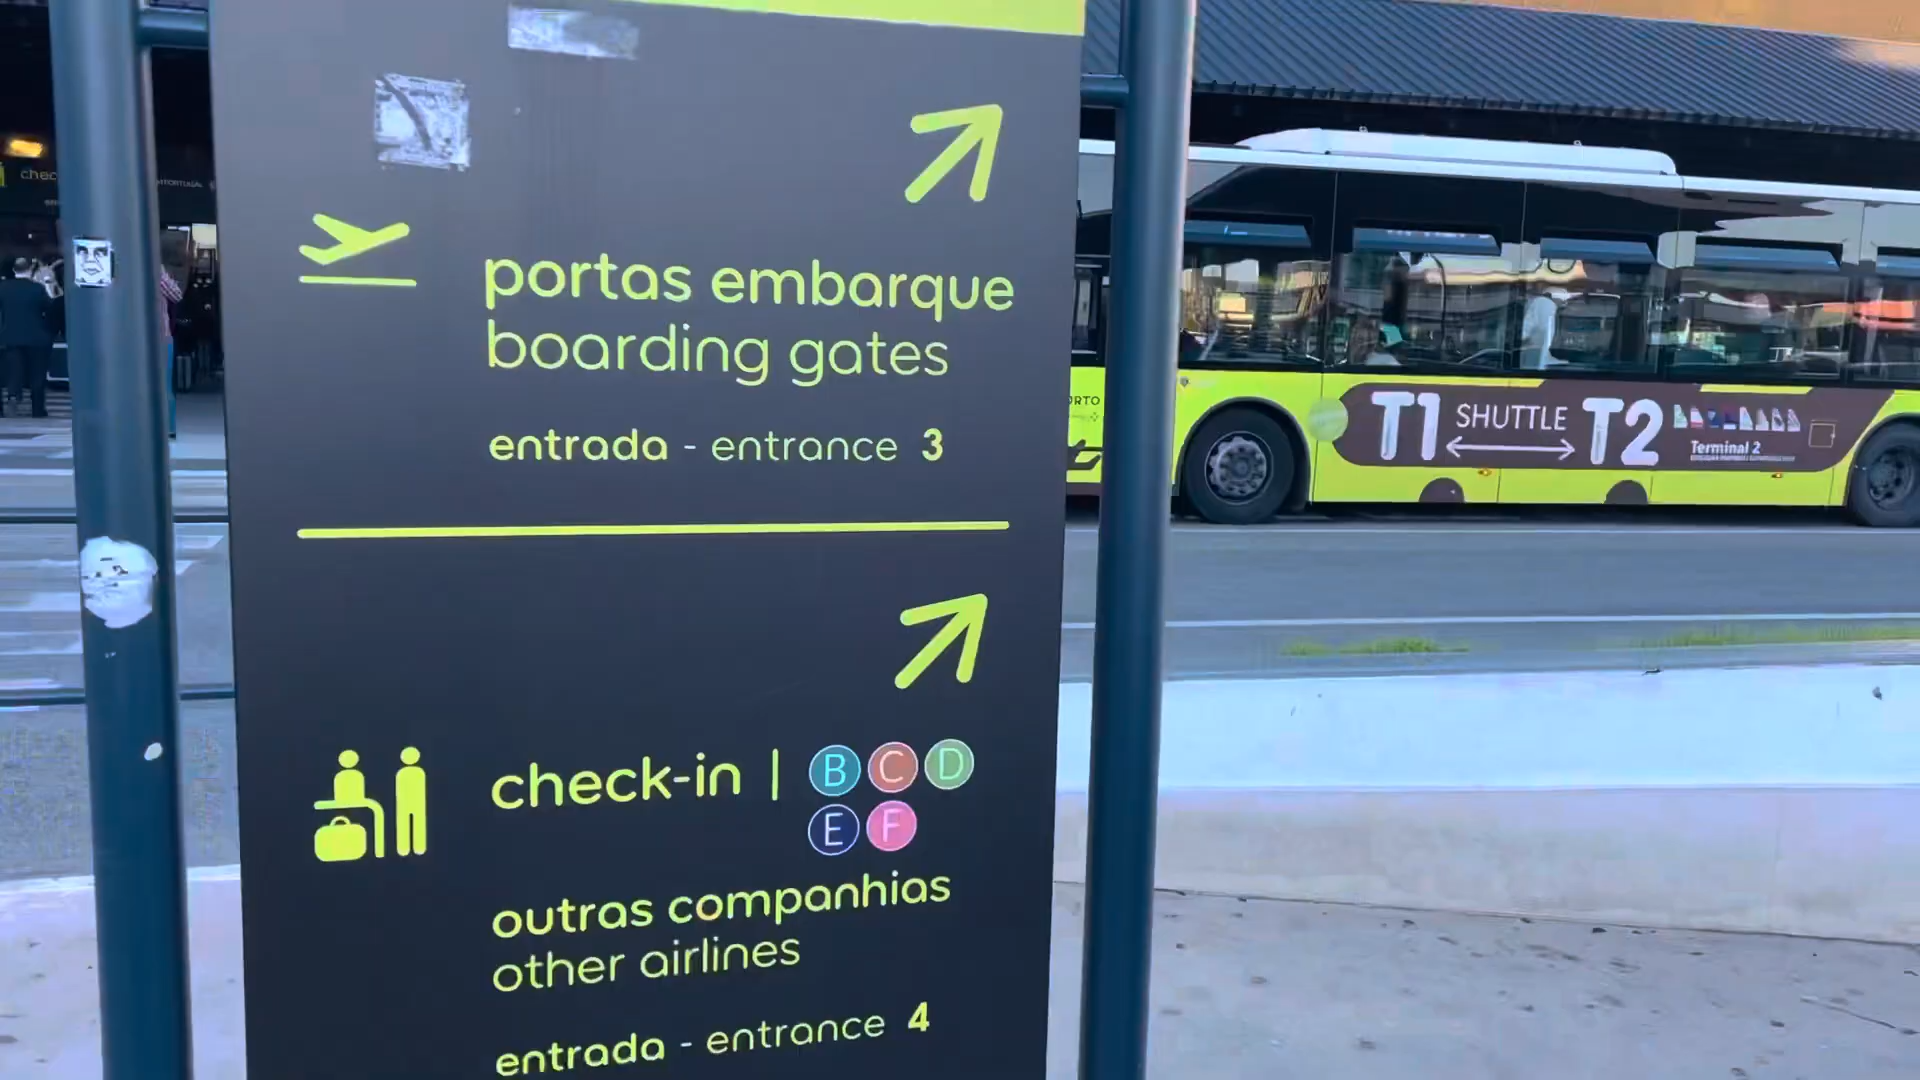 portas embarque
boarding gates
entrada - entrance 3
check-in | B C D
E F
outras companhias
other airlines
entrada - entrance 4
T1 SHUTTLE T2
Terminal 2